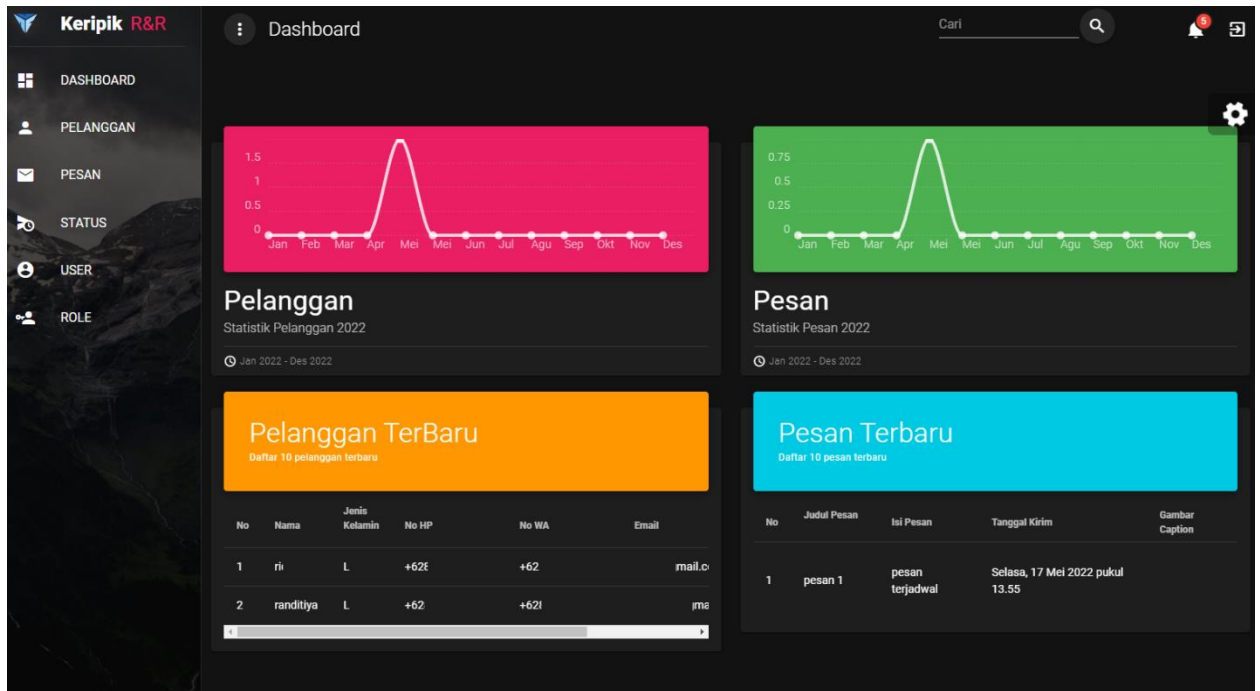 Keripik R&R
Dashboard
Cari
5
DASHBOARD
PELANGGAN
PESAN
STATUS
USER
ROLE
1.5
1
0.5
0
Jan Feb Mar Apr Mei Mei Jun Jul Agu Sep Okt Nov Des
Pelanggan
Statistik Pelanggan 2022
Jan 2022 - Des 2022
0.75
0.5
0.25
0
Jan Feb Mar Apr Mei Mei Jun Jul Agu Sep Okt Nov Des
Pesan
Statistik Pesan 2022
Jan 2022 - Des 2022
Pelanggan TerBaru
Daftar 10 pelanggan terbaru
No Nama Jenis Kelamin No HP No WA Email
1 L +62
2 randitiya L +62
Pesan Terbaru
Daftar 10 pesan terbaru
No Judul Pesan Isi Pesan Tanggal Kirim Gambar Caption
1 pesan 1 pesan terjadwal Selasa, 17 Mei 2022 pukul 13.55